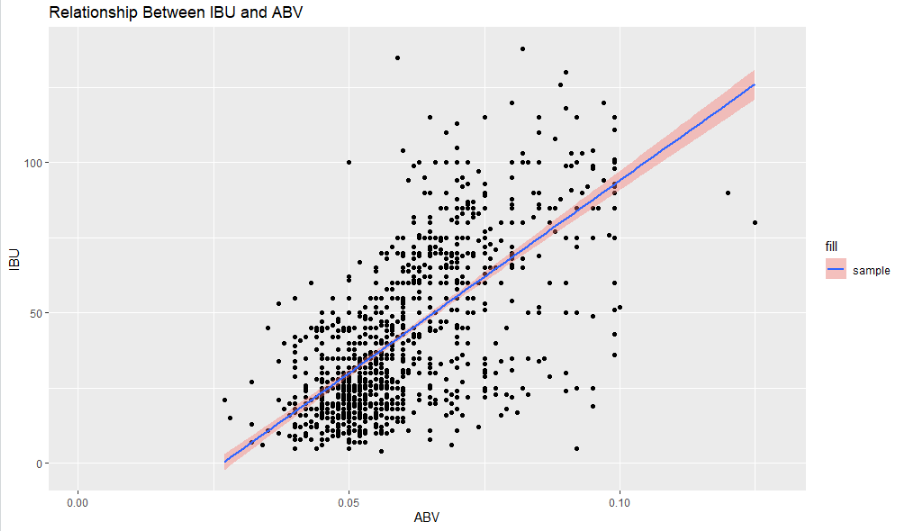 Relationship Between IBU and ABV
IBU
100
50
0
0.00
0.05
0.10
ABV
fill
sample